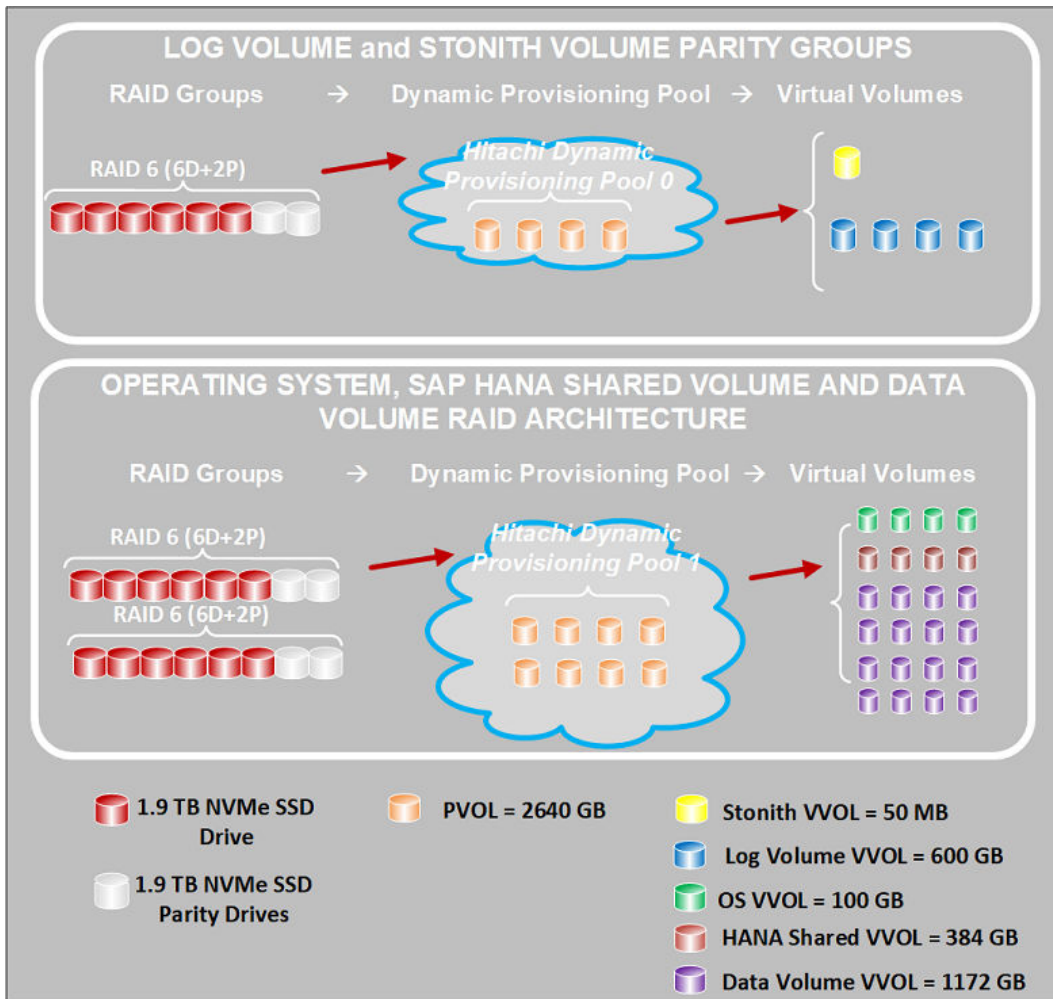 LOG VOLUME and STONITH VOLUME PARITY GROUPS
RAID Groups → Dynamic Provisioning Pool → Virtual Volumes
Hitachi Dynamic
Provisioning Pool 0
RAID 6 (6D+2P)
OPERATING SYSTEM, SAP HANA SHARED VOLUME AND DATA
VOLUME RAID ARCHITECTURE
RAID Groups → Dynamic Provisioning Pool → Virtual Volumes
Hitachi Dynamic
Provisioning Pool 1
RAID 6 (6D+2P)
RAID 6 (6D+2P)
1.9 TB NVMe SSD
Drive
1.9 TB NVMe SSD
Parity Drives
PVOL = 2640 GB
Stonith VVOL = 50 MB
Log Volume VVOL = 600 GB
OS VVOL = 100 GB
HANA Shared VVOL = 384 GB
Data Volume VVOL = 1172 GB